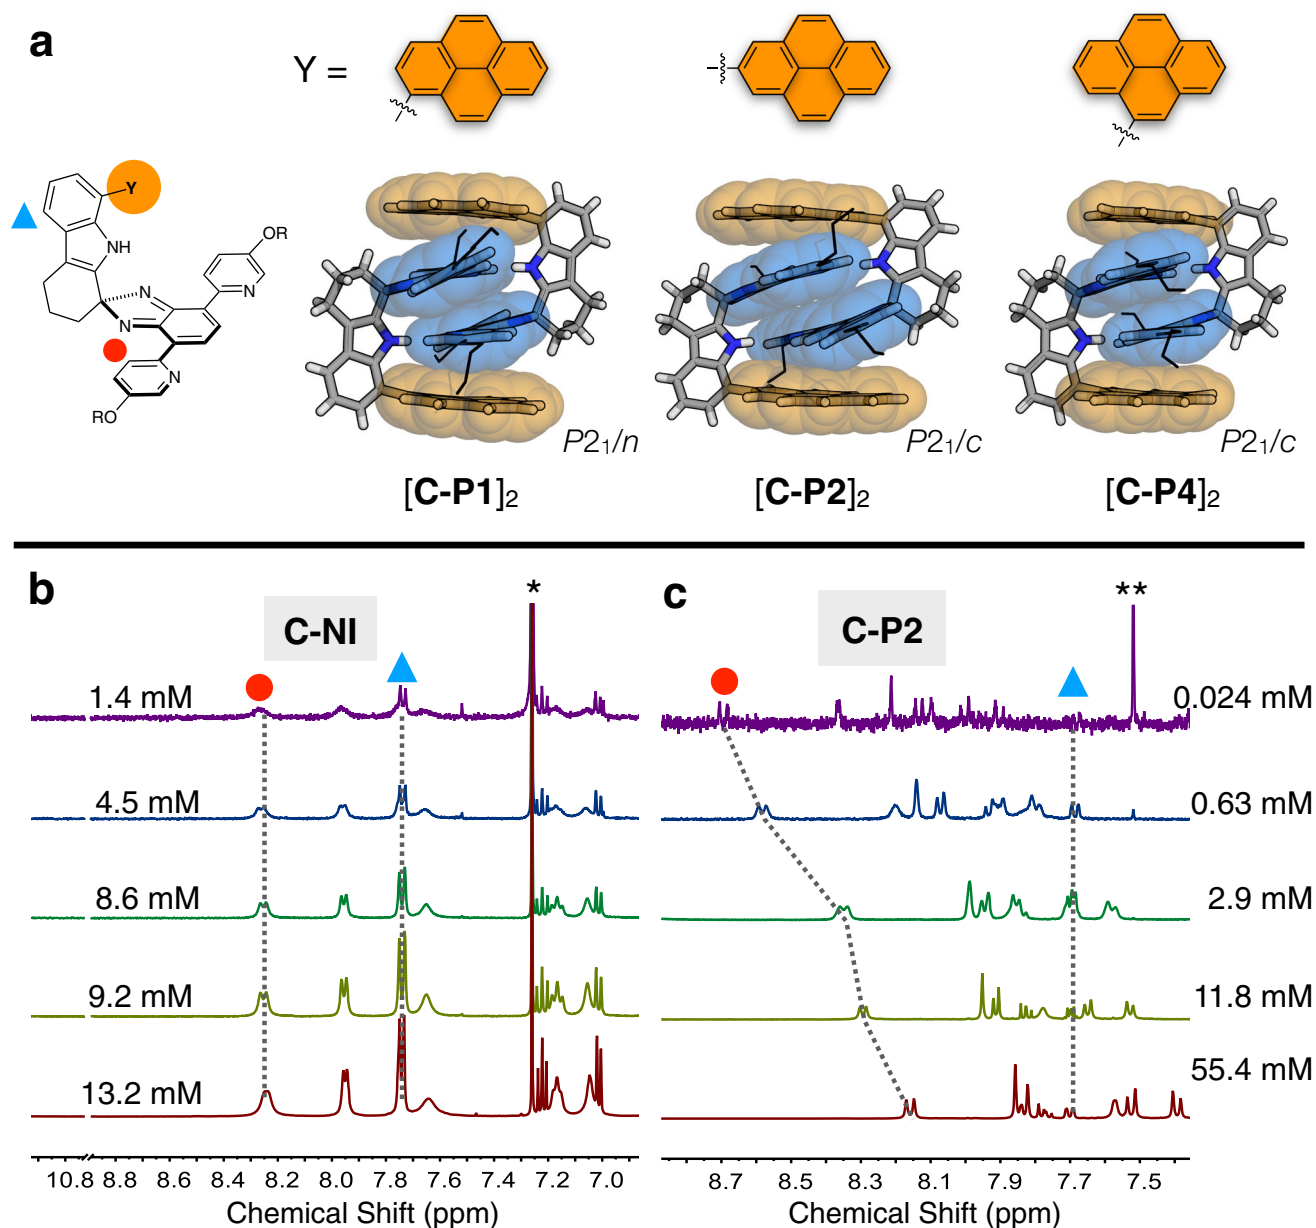 a
Y =
Y
NH
OR
N
N
N
N
RO
P2₁/n
P2₁/c
P2₁/c
[C-P1]₂
[C-P2]₂
[C-P4]₂
b
C-NI
*
1.4 mM
4.5 mM
8.6 mM
9.2 mM
13.2 mM
10.8 8.8 8.6 8.4 8.2 8.0 7.8 7.6 7.4 7.2 7.0
Chemical Shift (ppm)
c
C-P2
**
0.024 mM
0.63 mM
2.9 mM
11.8 mM
55.4 mM
8.7 8.5 8.3 8.1 7.9 7.7 7.5
Chemical Shift (ppm)